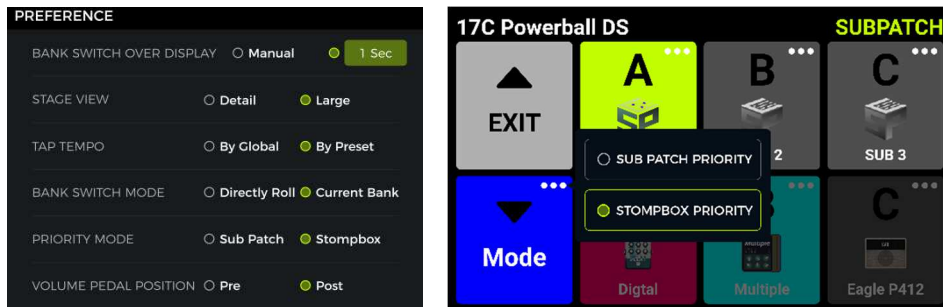 PREFERENCE
BANK SWITCH OVER DISPLAY Manual 1 Sec
STAGE VIEW Detail Large
TAP TEMPO By Global By Preset
BANK SWITCH MODE Directly Roll Current Bank
PRIORITY MODE Sub Patch Stompbox
VOLUME PEDAL POSITION Pre Post
17C Powerball DS SUBPATCH
A B C
EXIT SP 2 SUB 3
SUB PATCH PRIORITY
STOMPBOX PRIORITY
C
Mode Digtal Multiple Eagle P412